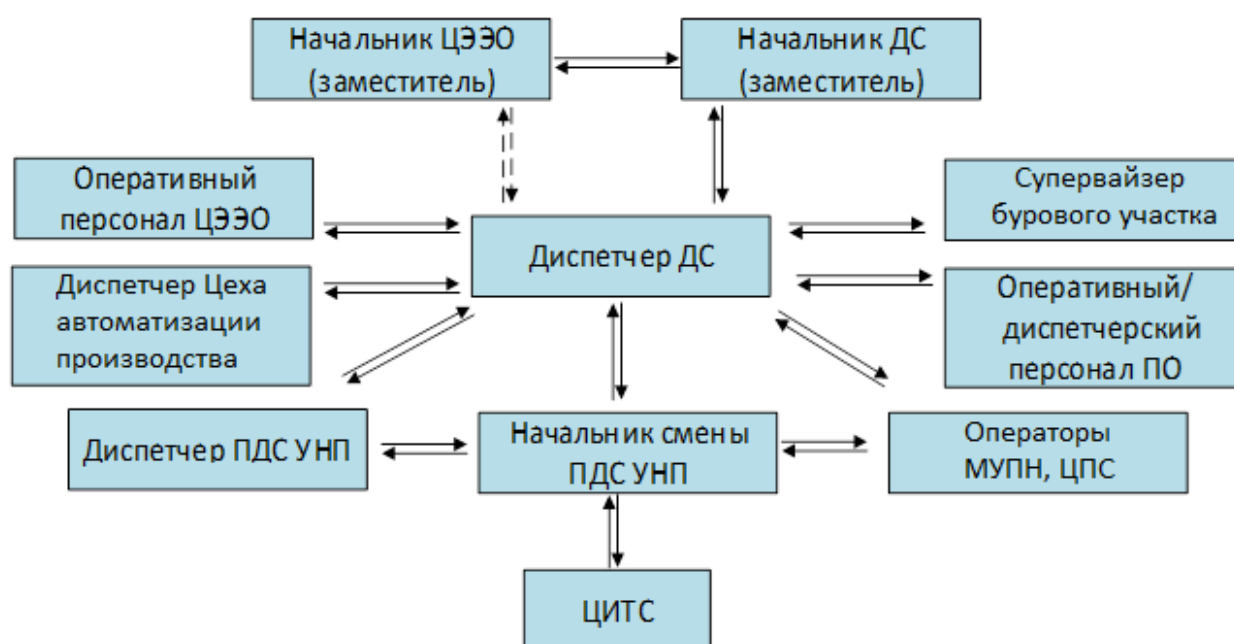 Начальник ЦЭЭО
(заместитель)
Начальник ДС
(заместитель)
Оперативный
персонал ЦЭЭО
Супервайзер
бурового участка
Диспетчер ДС
Диспетчер Цеха
автоматизации
производства
Оперативный/
диспетчерский
персонал ПО
Диспетчер ПДС УНП
Начальник смены
ПДС УНП
Операторы
МУПН, ЦПС
ЦИТС